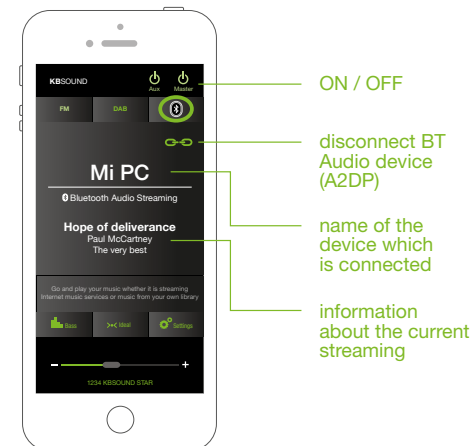 KBSOUND
Aux Master
FM DAB
Mi PC
Bluetooth Audio Streaming
Hope of deliverance
Paul McCartney
The very best
Go and play your music whether it is streaming
Internet music services or music from your own library
Bass Ideal Settings
- +
1234 KBSOUND STAR
ON / OFF
disconnect BT
Audio device
(A2DP)
name of the
device which
is connected
information
about the current
streaming